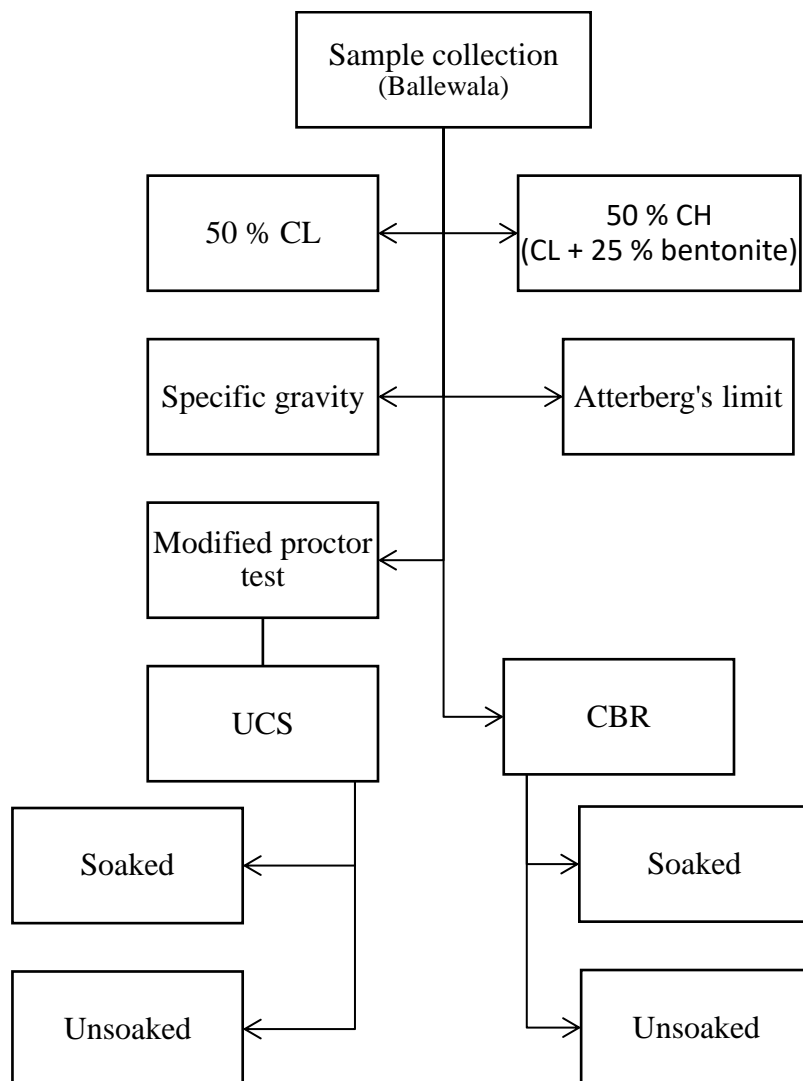 Sample collection
(Ballewala)
50 % CL
50 % CH
(CL + 25 % bentonite)
Specific gravity
Atterberg's limit
Modified proctor
test
UCS
CBR
Soaked
Soaked
Unsoaked
Unsoaked